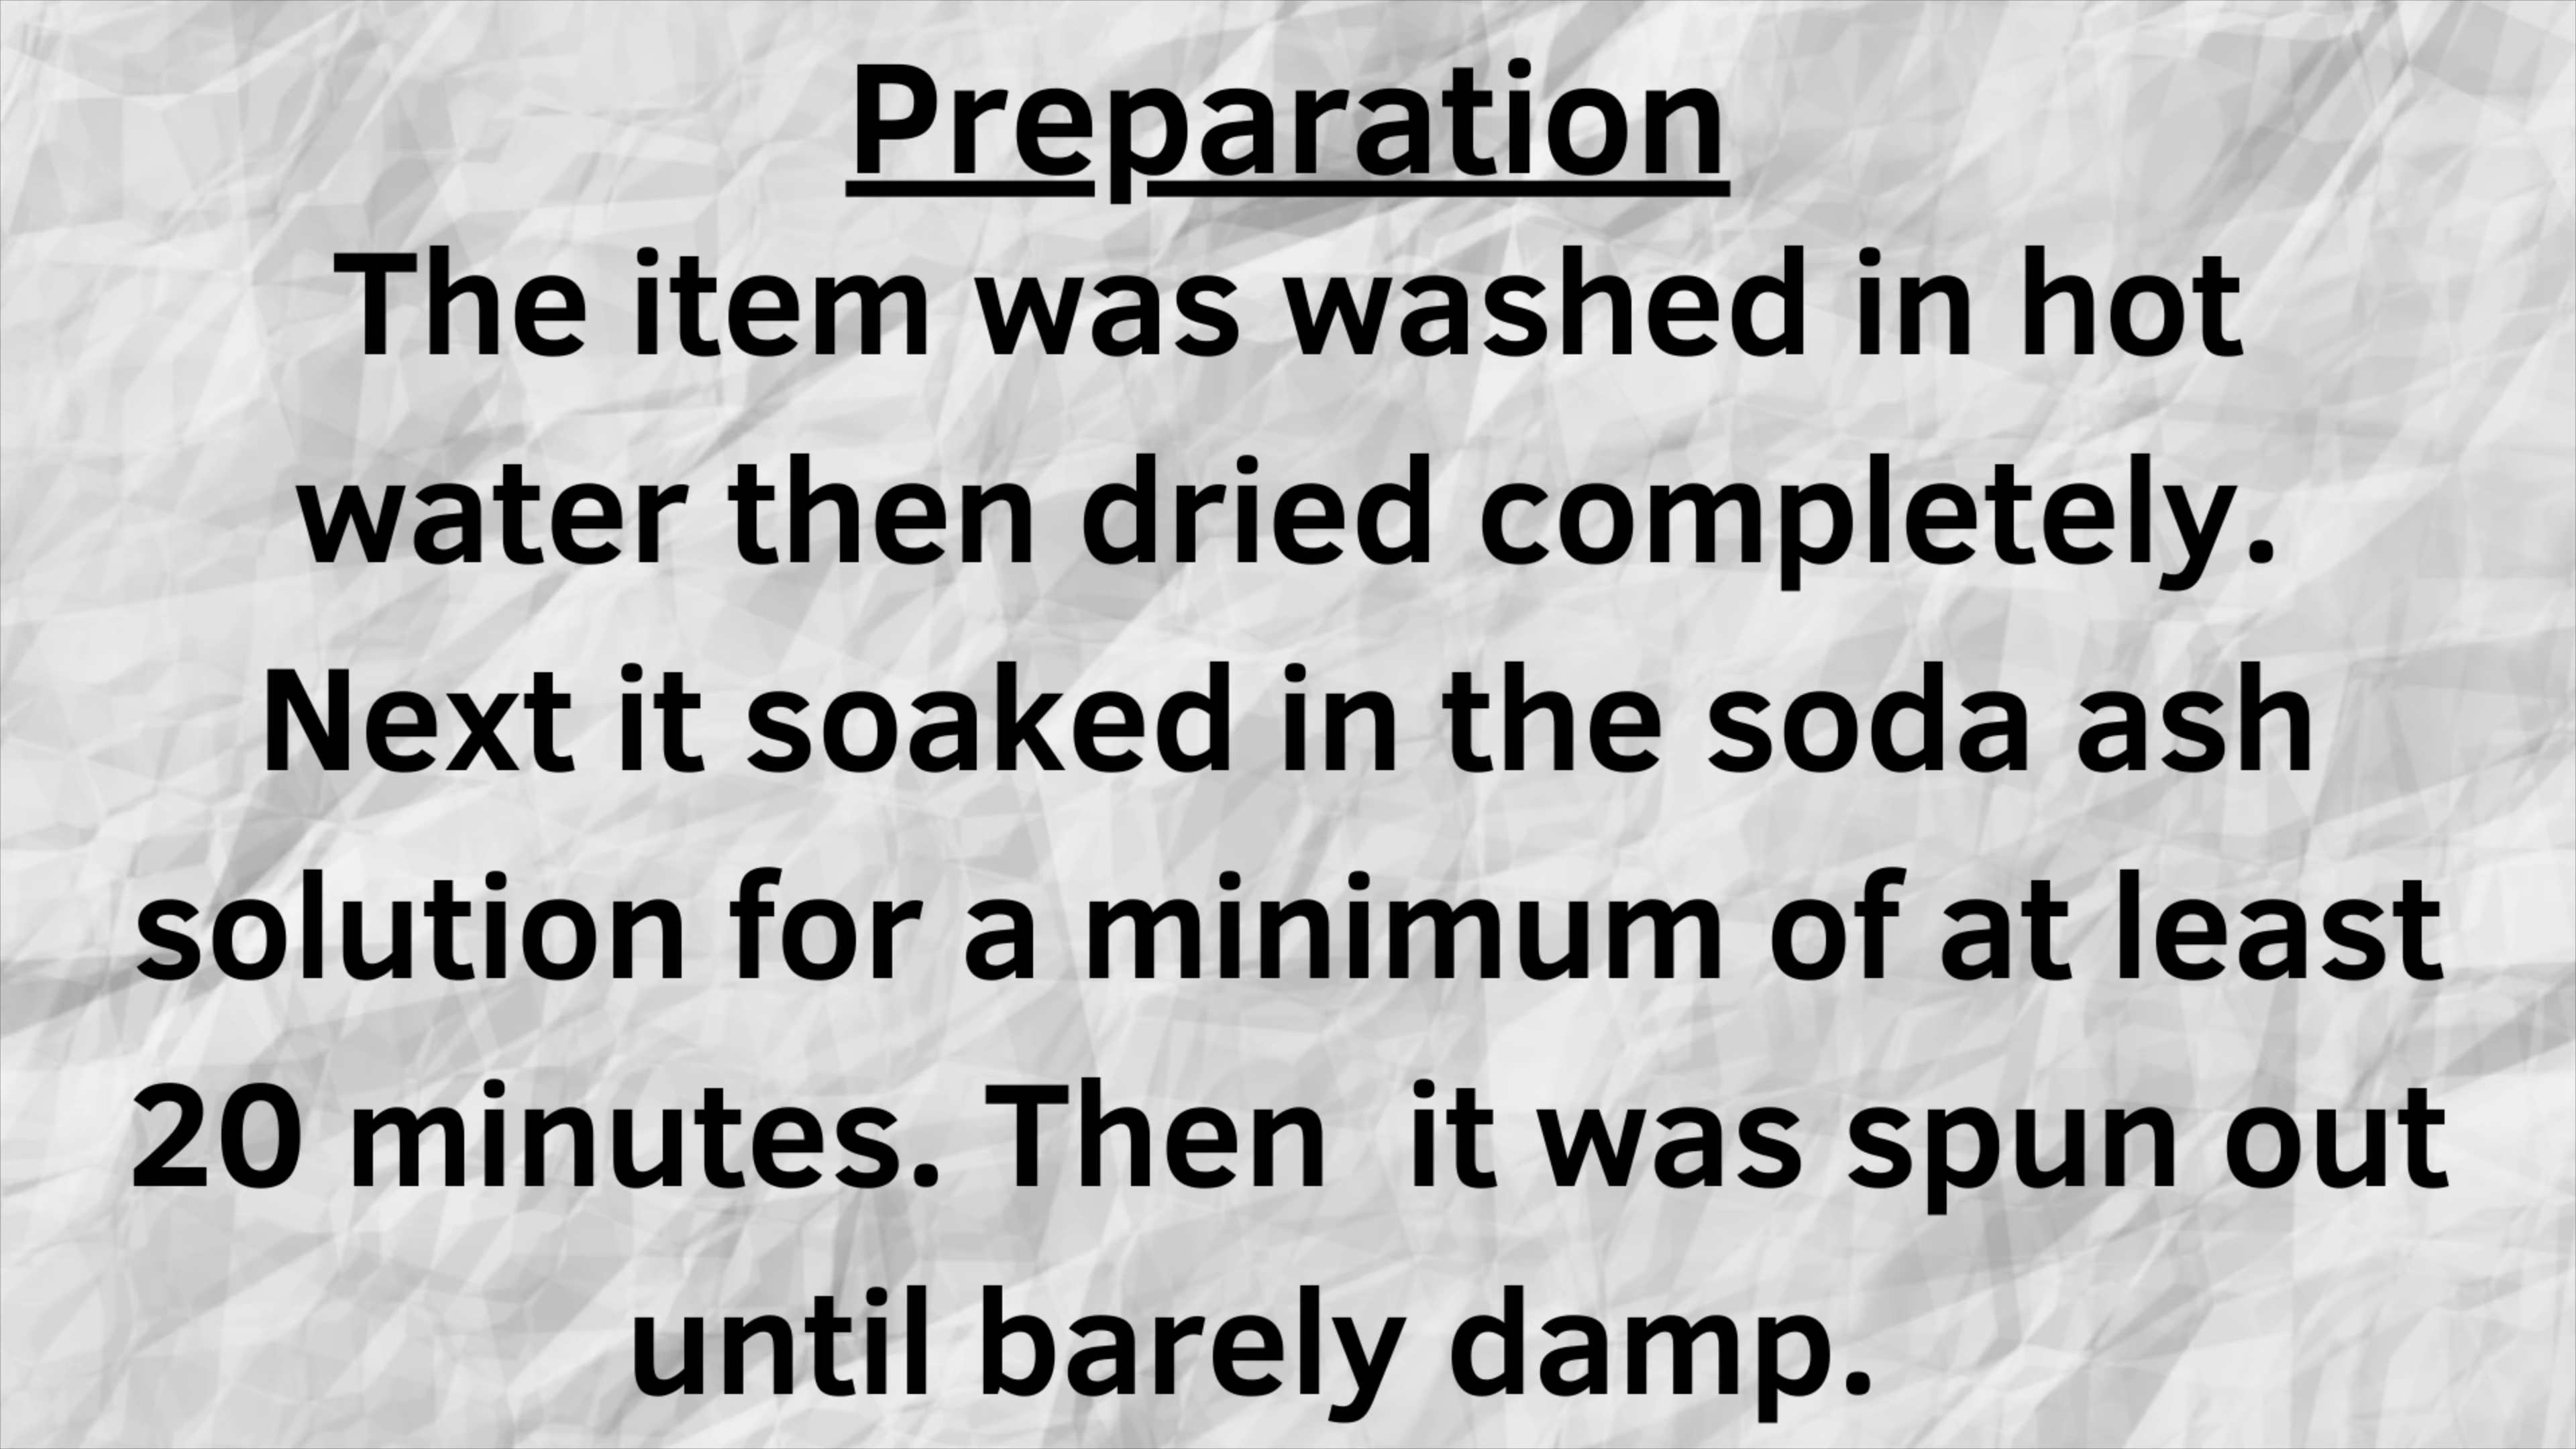 Preparation
The item was washed in hot
water then dried completely.
Next it soaked in the soda ash
solution for a minimum of at least
20 minutes. Then  it was spun out
until barely damp.